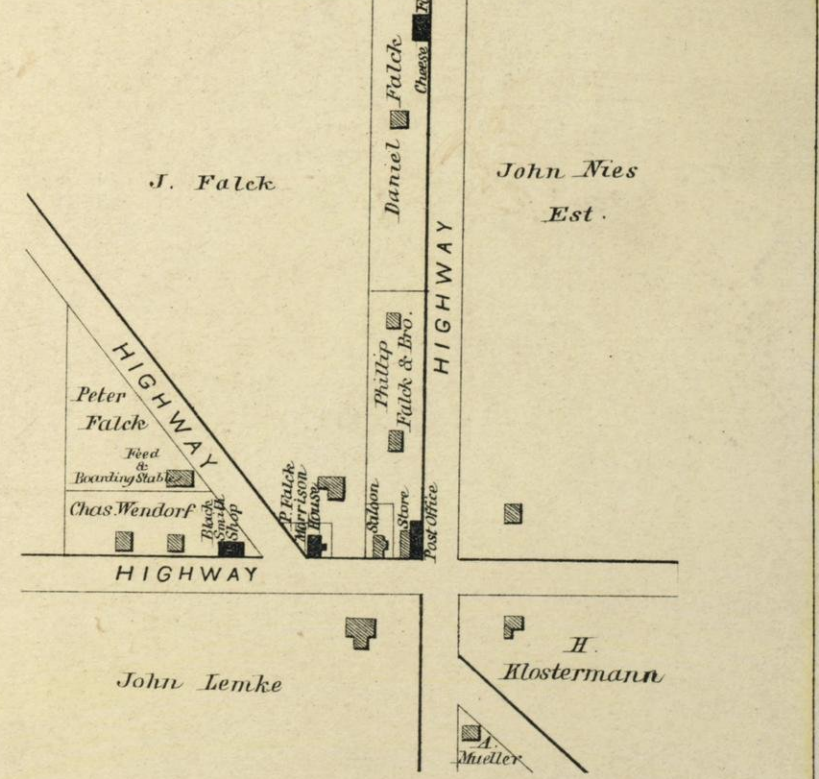 Cheese
Daniel Falck
J. Falck
John Nies
Est.
HIGHWAY
HIGHWAY
Phillip
Falck & Bro.
Peter
Falck
Feed
&
Boarding Stable
Chas. Wendorf
Black
Smith
Shop
P. Falck
Morrison
House
Saloon
Store
Post Office
HIGHWAY
John Lemke
H.
Klostermann
A.
Mueller